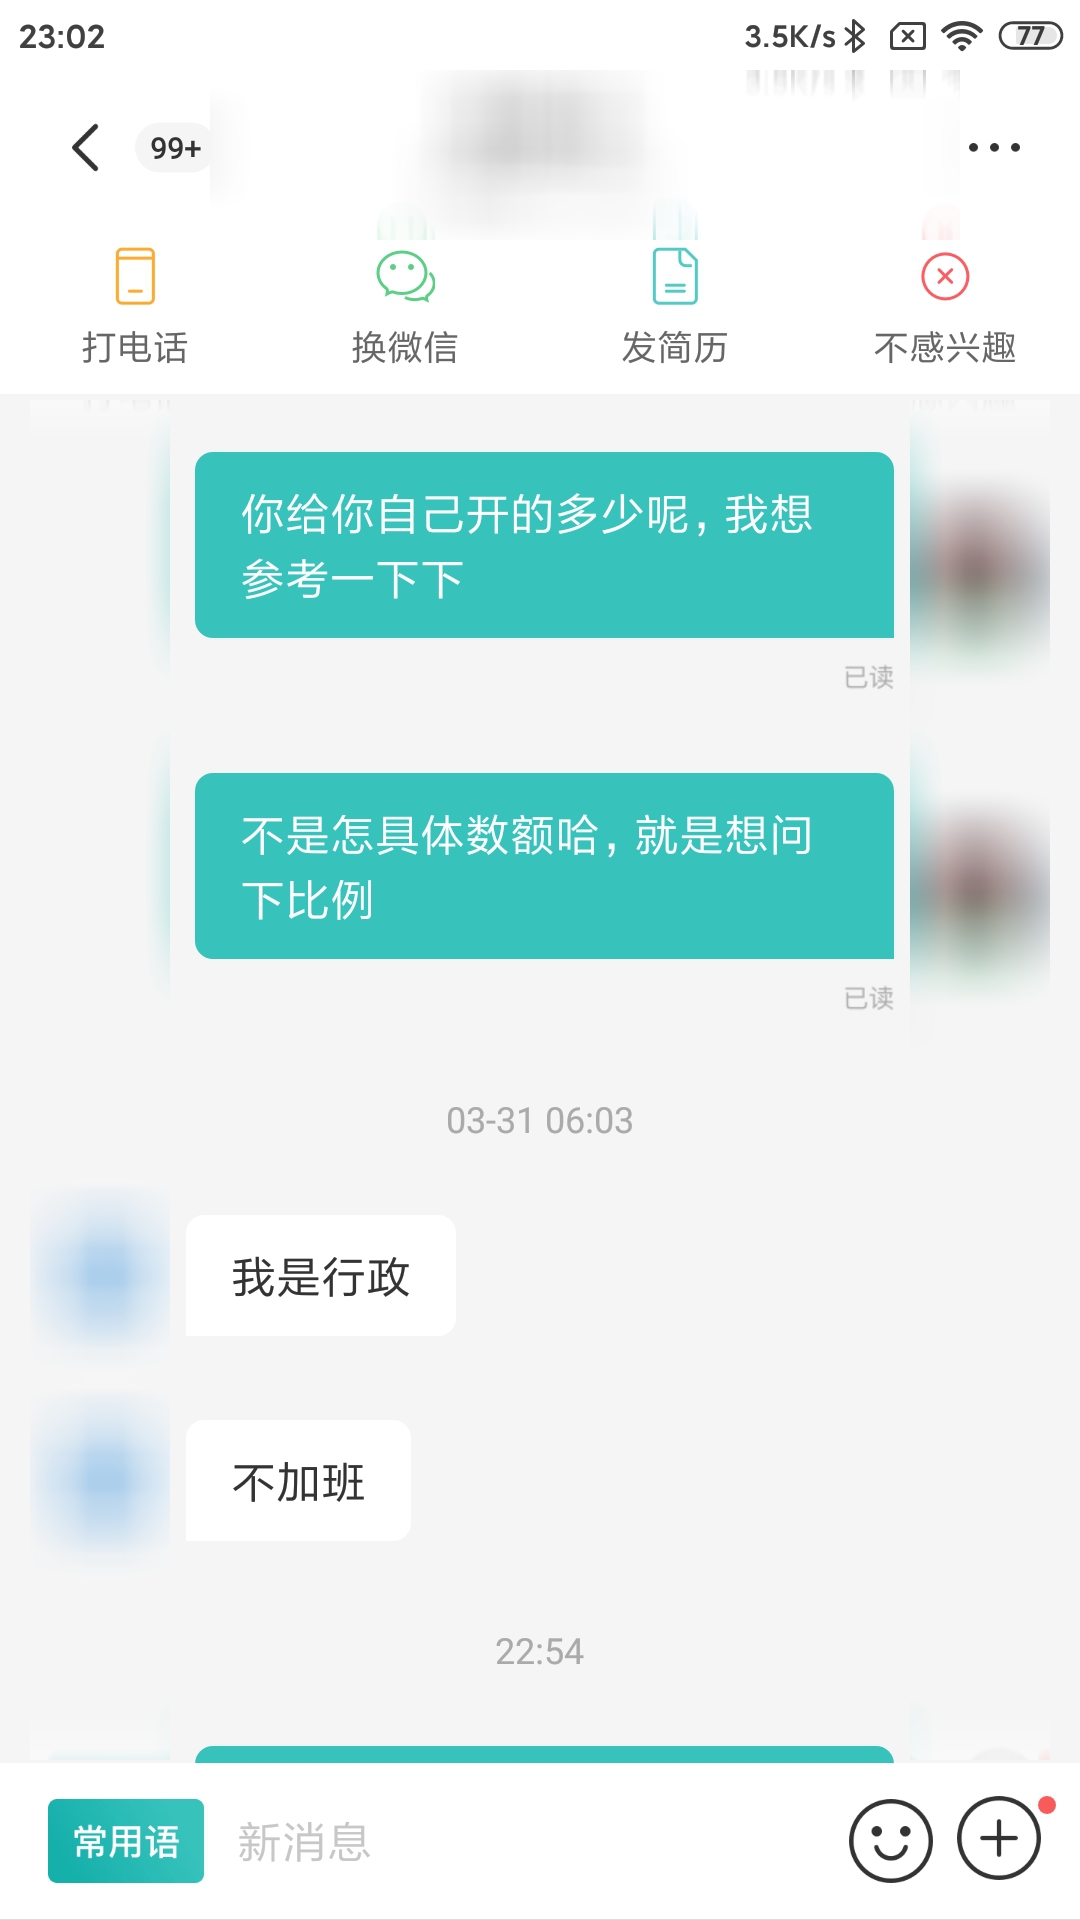 23:02
3.5K/s
77
99+
打电话
换微信
发简历
不感兴趣
你给你自己开的多少呢，我想
参考一下下
已读
不是怎具体数额哈，就是想问
下比例
已读
03-31 06:03
我是行政
不加班
22:54
常用语
新消息